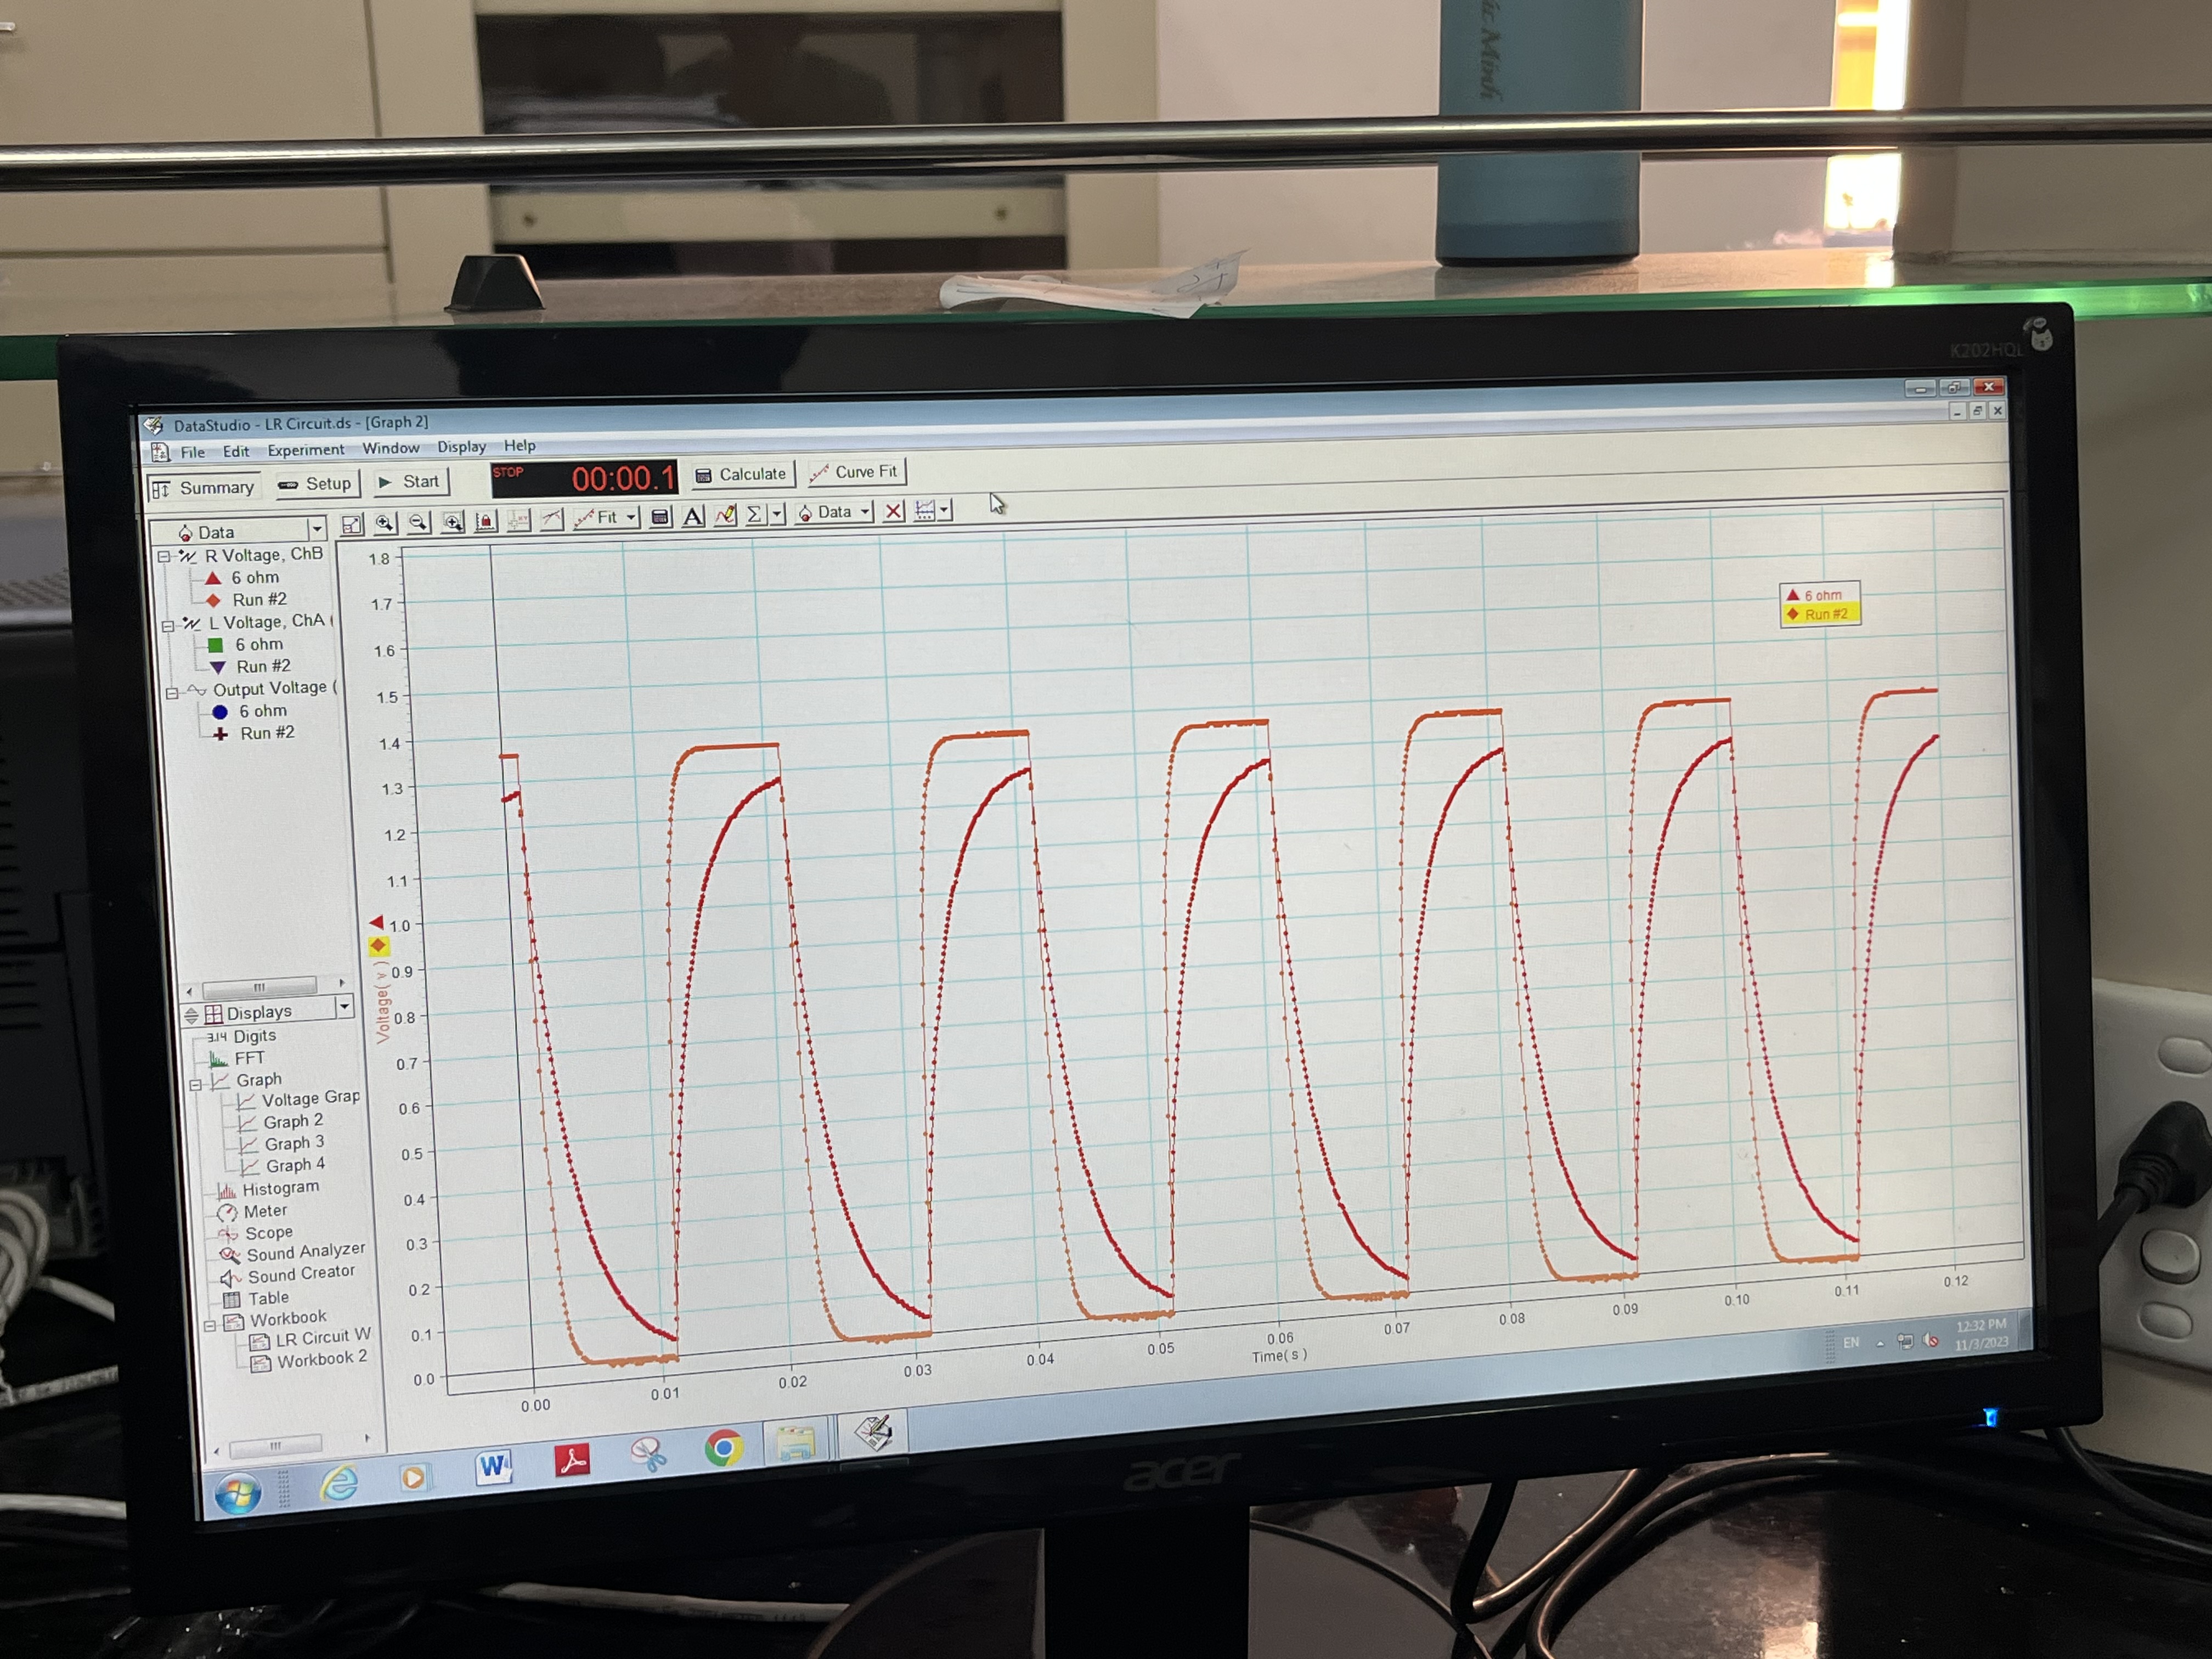 ức Minh
K202HQL
DataStudio - LR Circuit.ds - [Graph 2]
File Edit Experiment Window Display Help
Summary Setup Start STOP 00:00.1 Calculate Curve Fit
Data Fit A Σ Data
R Voltage, ChB
6 ohm
Run #2
L Voltage, ChA (
6 ohm
Run #2
Output Voltage (
6 ohm
Run #2
Displays
3.14 Digits
FFT
Graph
Voltage Grap
Graph 2
Graph 3
Graph 4
Histogram
Meter
Scope
Sound Analyzer
Sound Creator
Table
Workbook
LR Circuit W
Workbook 2
1.8
1.7
1.6
1.5
1.4
1.3
1.2
1.1
1.0
0.9
0.8
0.7
0.6
0.5
0.4
0.3
0.2
0.1
0.0
Voltage( v )
6 ohm
Run #2
0.00 0.01 0.02 0.03 0.04 0.05 0.06 0.07 0.08 0.09 0.10 0.11 0.12
Time( s )
EN
12:32 PM
11/3/2023
W
acer